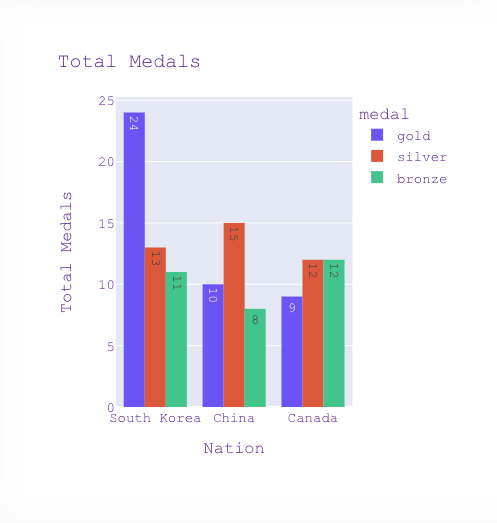 Total Medals
25
20
15
10
5
0
Total Medals
24
13
11
10
15
8
9
12
12
South Korea China Canada
Nation
medal
gold
silver
bronze